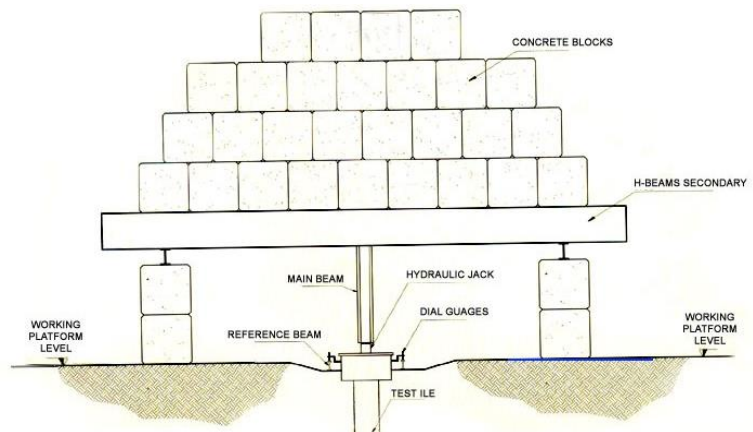 CONCRETE BLOCKS
H-BEAMS SECONDARY
MAIN BEAM
HYDRAULIC JACK
DIAL GUAGES
REFERENCE BEAM
WORKING
PLATFORM
LEVEL
WORKING
PLATFORM
LEVEL
TEST ILE